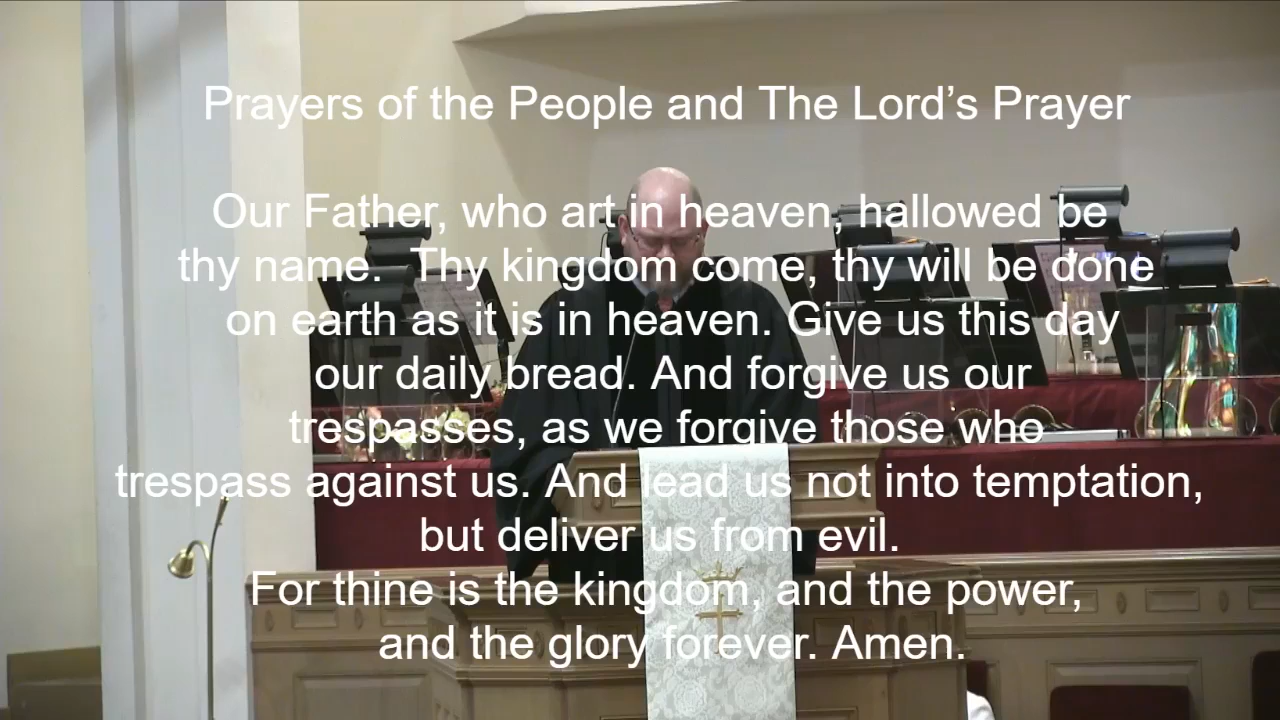 Prayers of the People and The Lord’s Prayer
Our Father, who art in heaven, hallowed be
thy name.  Thy kingdom come, thy will be done
on earth as it is in heaven. Give us this day
our daily bread. And forgive us our
trespasses, as we forgive those who
trespass against us. And lead us not into temptation,
but deliver us from evil.
For thine is the kingdom, and the power,
and the glory forever. Amen.